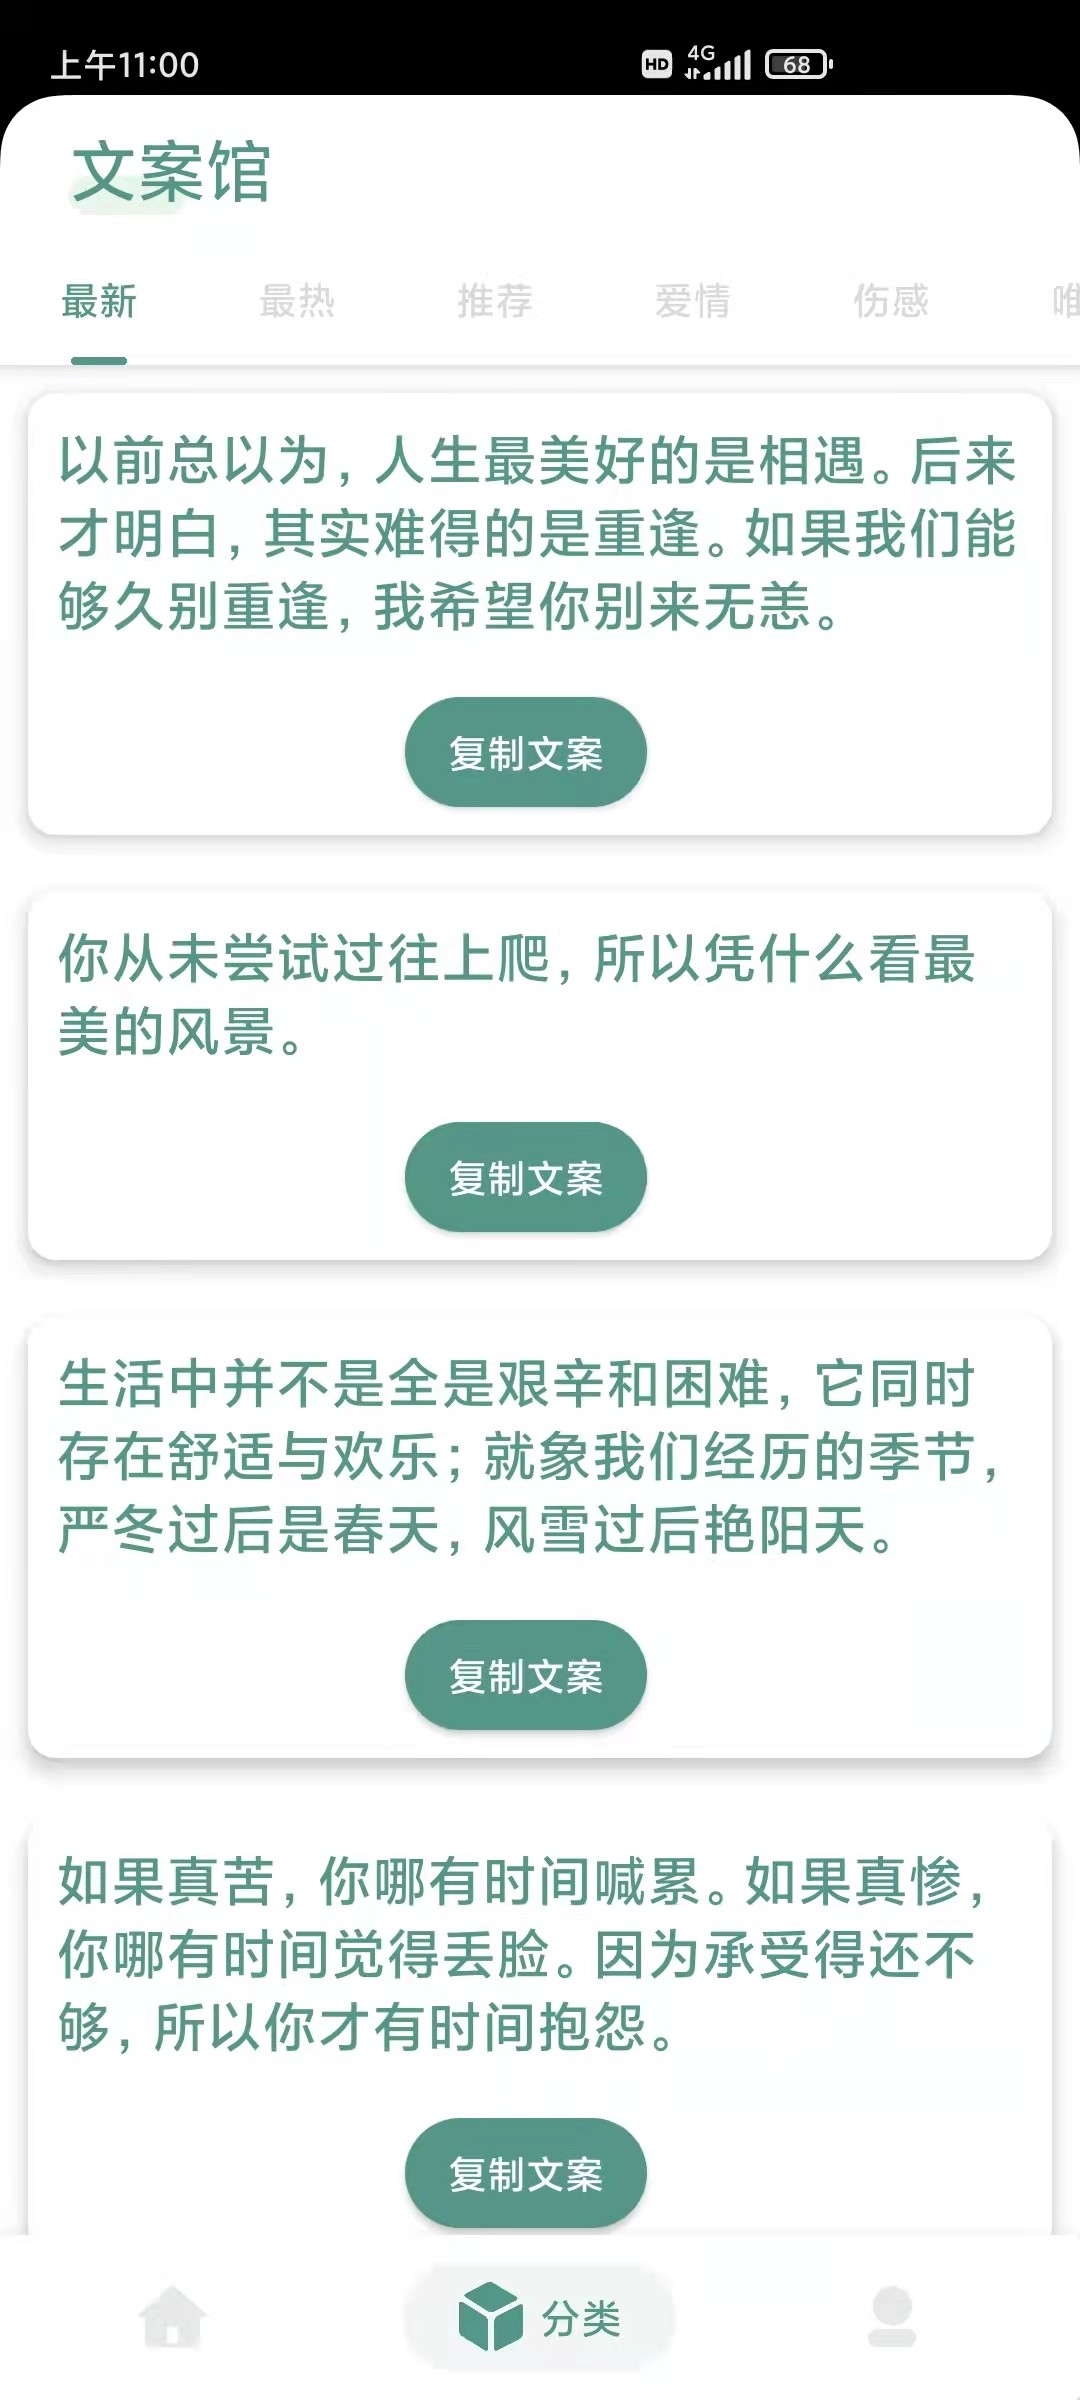 上午11:00
HD 4G 68
文案馆
最新 最热 推荐 爱情 伤感 唯
以前总以为，人生最美好的是相遇。后来
才明白，其实难得的是重逢。如果我们能
够久别重逢，我希望你别来无恙。
复制文案
你从未尝试过往上爬，所以凭什么看最
美的风景。
复制文案
生活中并不是全是艰辛和困难，它同时
存在舒适与欢乐；就象我们经历的季节，
严冬过后是春天，风雪过后艳阳天。
复制文案
如果真苦，你哪有时间喊累。如果真惨，
你哪有时间觉得丢脸。因为承受得还不
够，所以你才有时间抱怨。
复制文案
分类